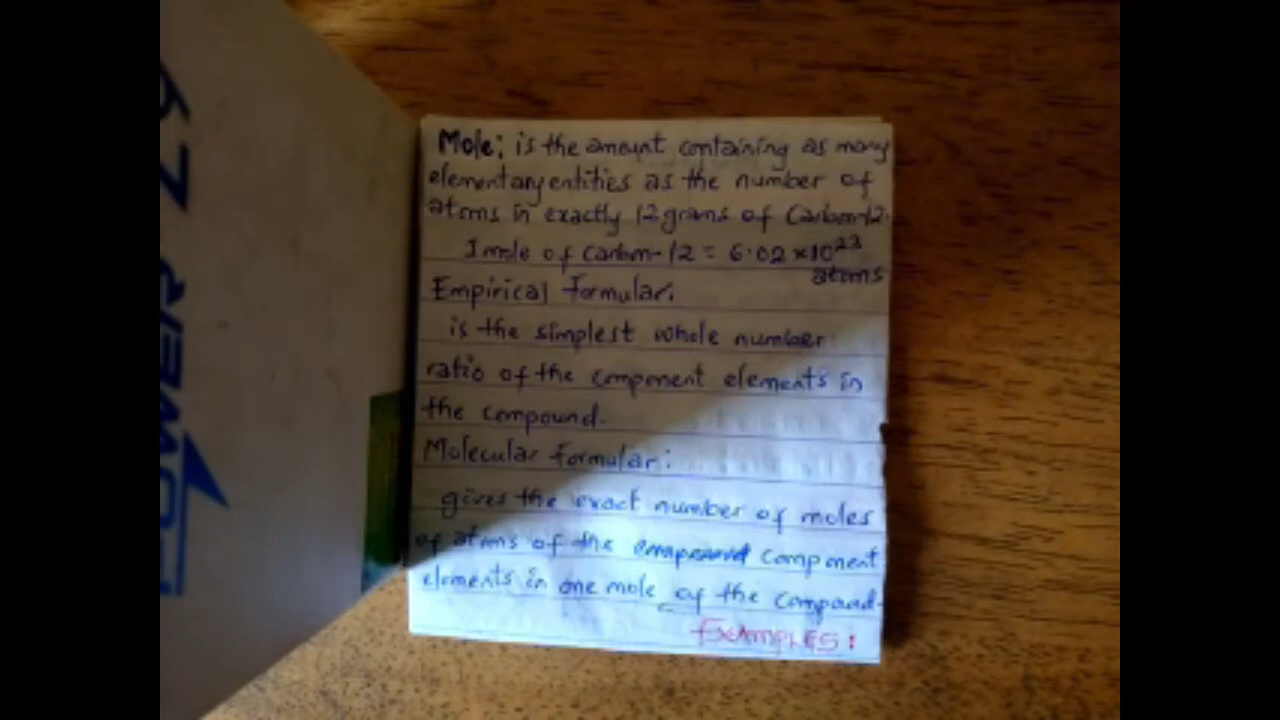 Mole: is the amount containing as many
elementary entities as the number of
atoms in exactly 12 grams of Carbon-12.
1 mole of carbon-12 = 6.02 × 10²³
atoms
Empirical formular:
is the simplest whole number
ratio of the component elements in
the compound.
Molecular formular:
gives the exact number of moles
of atoms of the component
elements in one mole of the compound.
EXAMPLES:
POWER